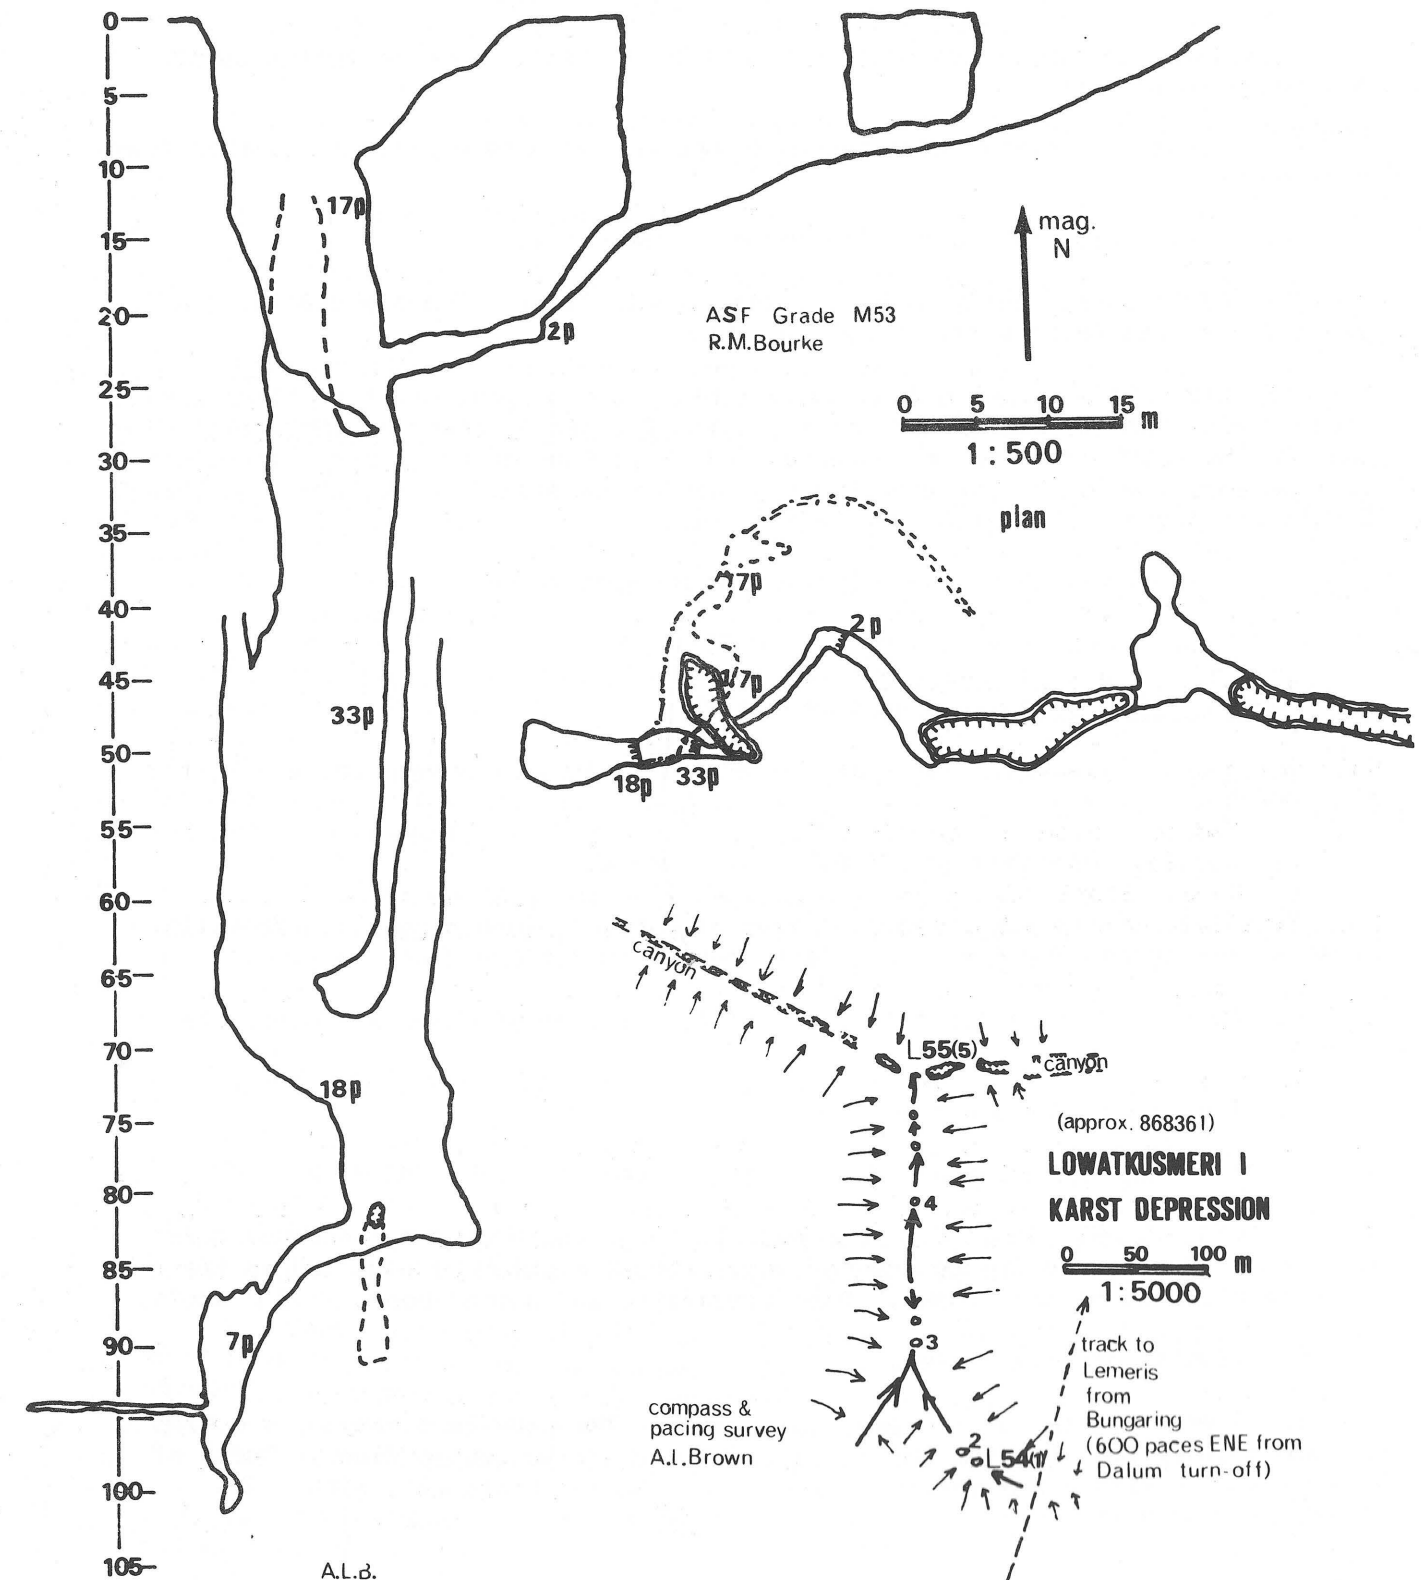 0
5
10
15
20
25
30
35
40
45
50
55
60
65
70
75
80
85
90
100
105
17p
2p
33p
18p
7p
A.L.B.
mag.
N
ASF Grade M53
R.M.Bourke
0 5 10 15 m
1 : 500
plan
7p
2p
17p
18p
33p
canyon
L55(5)
canyon
(approx. 868361)
LOWATKUSMERI I
KARST DEPRESSION
4
0 50 100 m
1 : 5000
3
track to
Lemeris
from
Bungaring
(600 paces ENE from
Dalum turn-off)
compass &
pacing survey
A.L.Brown
2
L54(1)